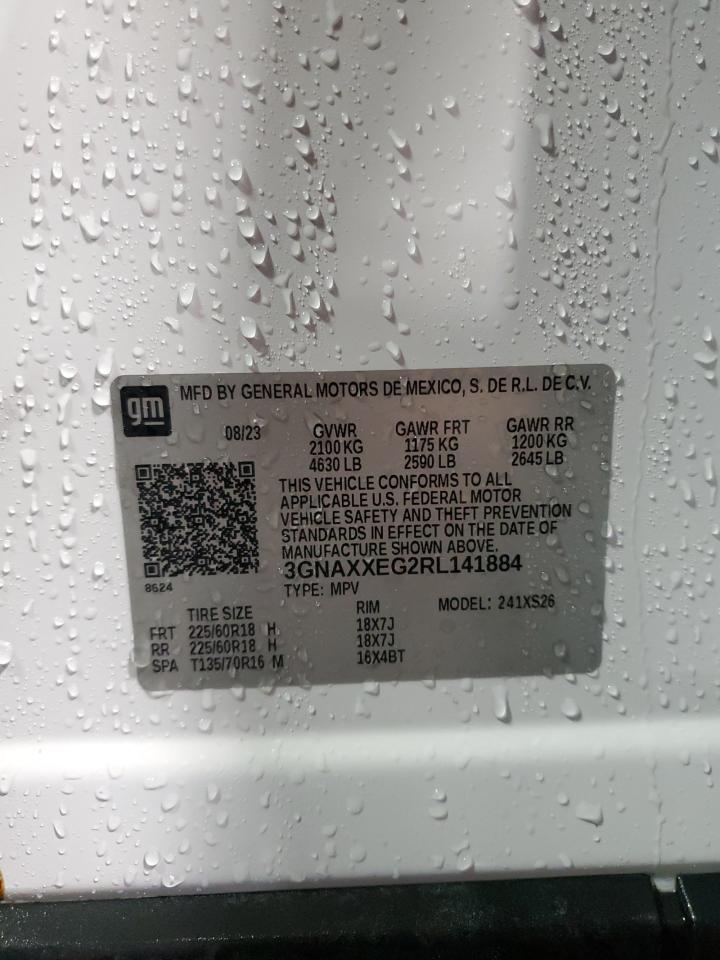 gm
MFD BY GENERAL MOTORS DE MEXICO, S. DE R.L. DE C.V.
08/23 GVWR GAWR FRT GAWR RR
2100 KG 1175 KG 1200 KG
4630 LB 2590 LB 2645 LB
THIS VEHICLE CONFORMS TO ALL
APPLICABLE U.S. FEDERAL MOTOR
VEHICLE SAFETY AND THEFT PREVENTION
STANDARDS IN EFFECT ON THE DATE OF
MANUFACTURE SHOWN ABOVE.
3GNAXXEG2RL141884
8624
TYPE: MPV
TIRE SIZE RIM MODEL: 241XS26
FRT 225/60R18 H 18X7J
RR 225/60R18 H 18X7J
SPA T135/70R16 M 16X4BT